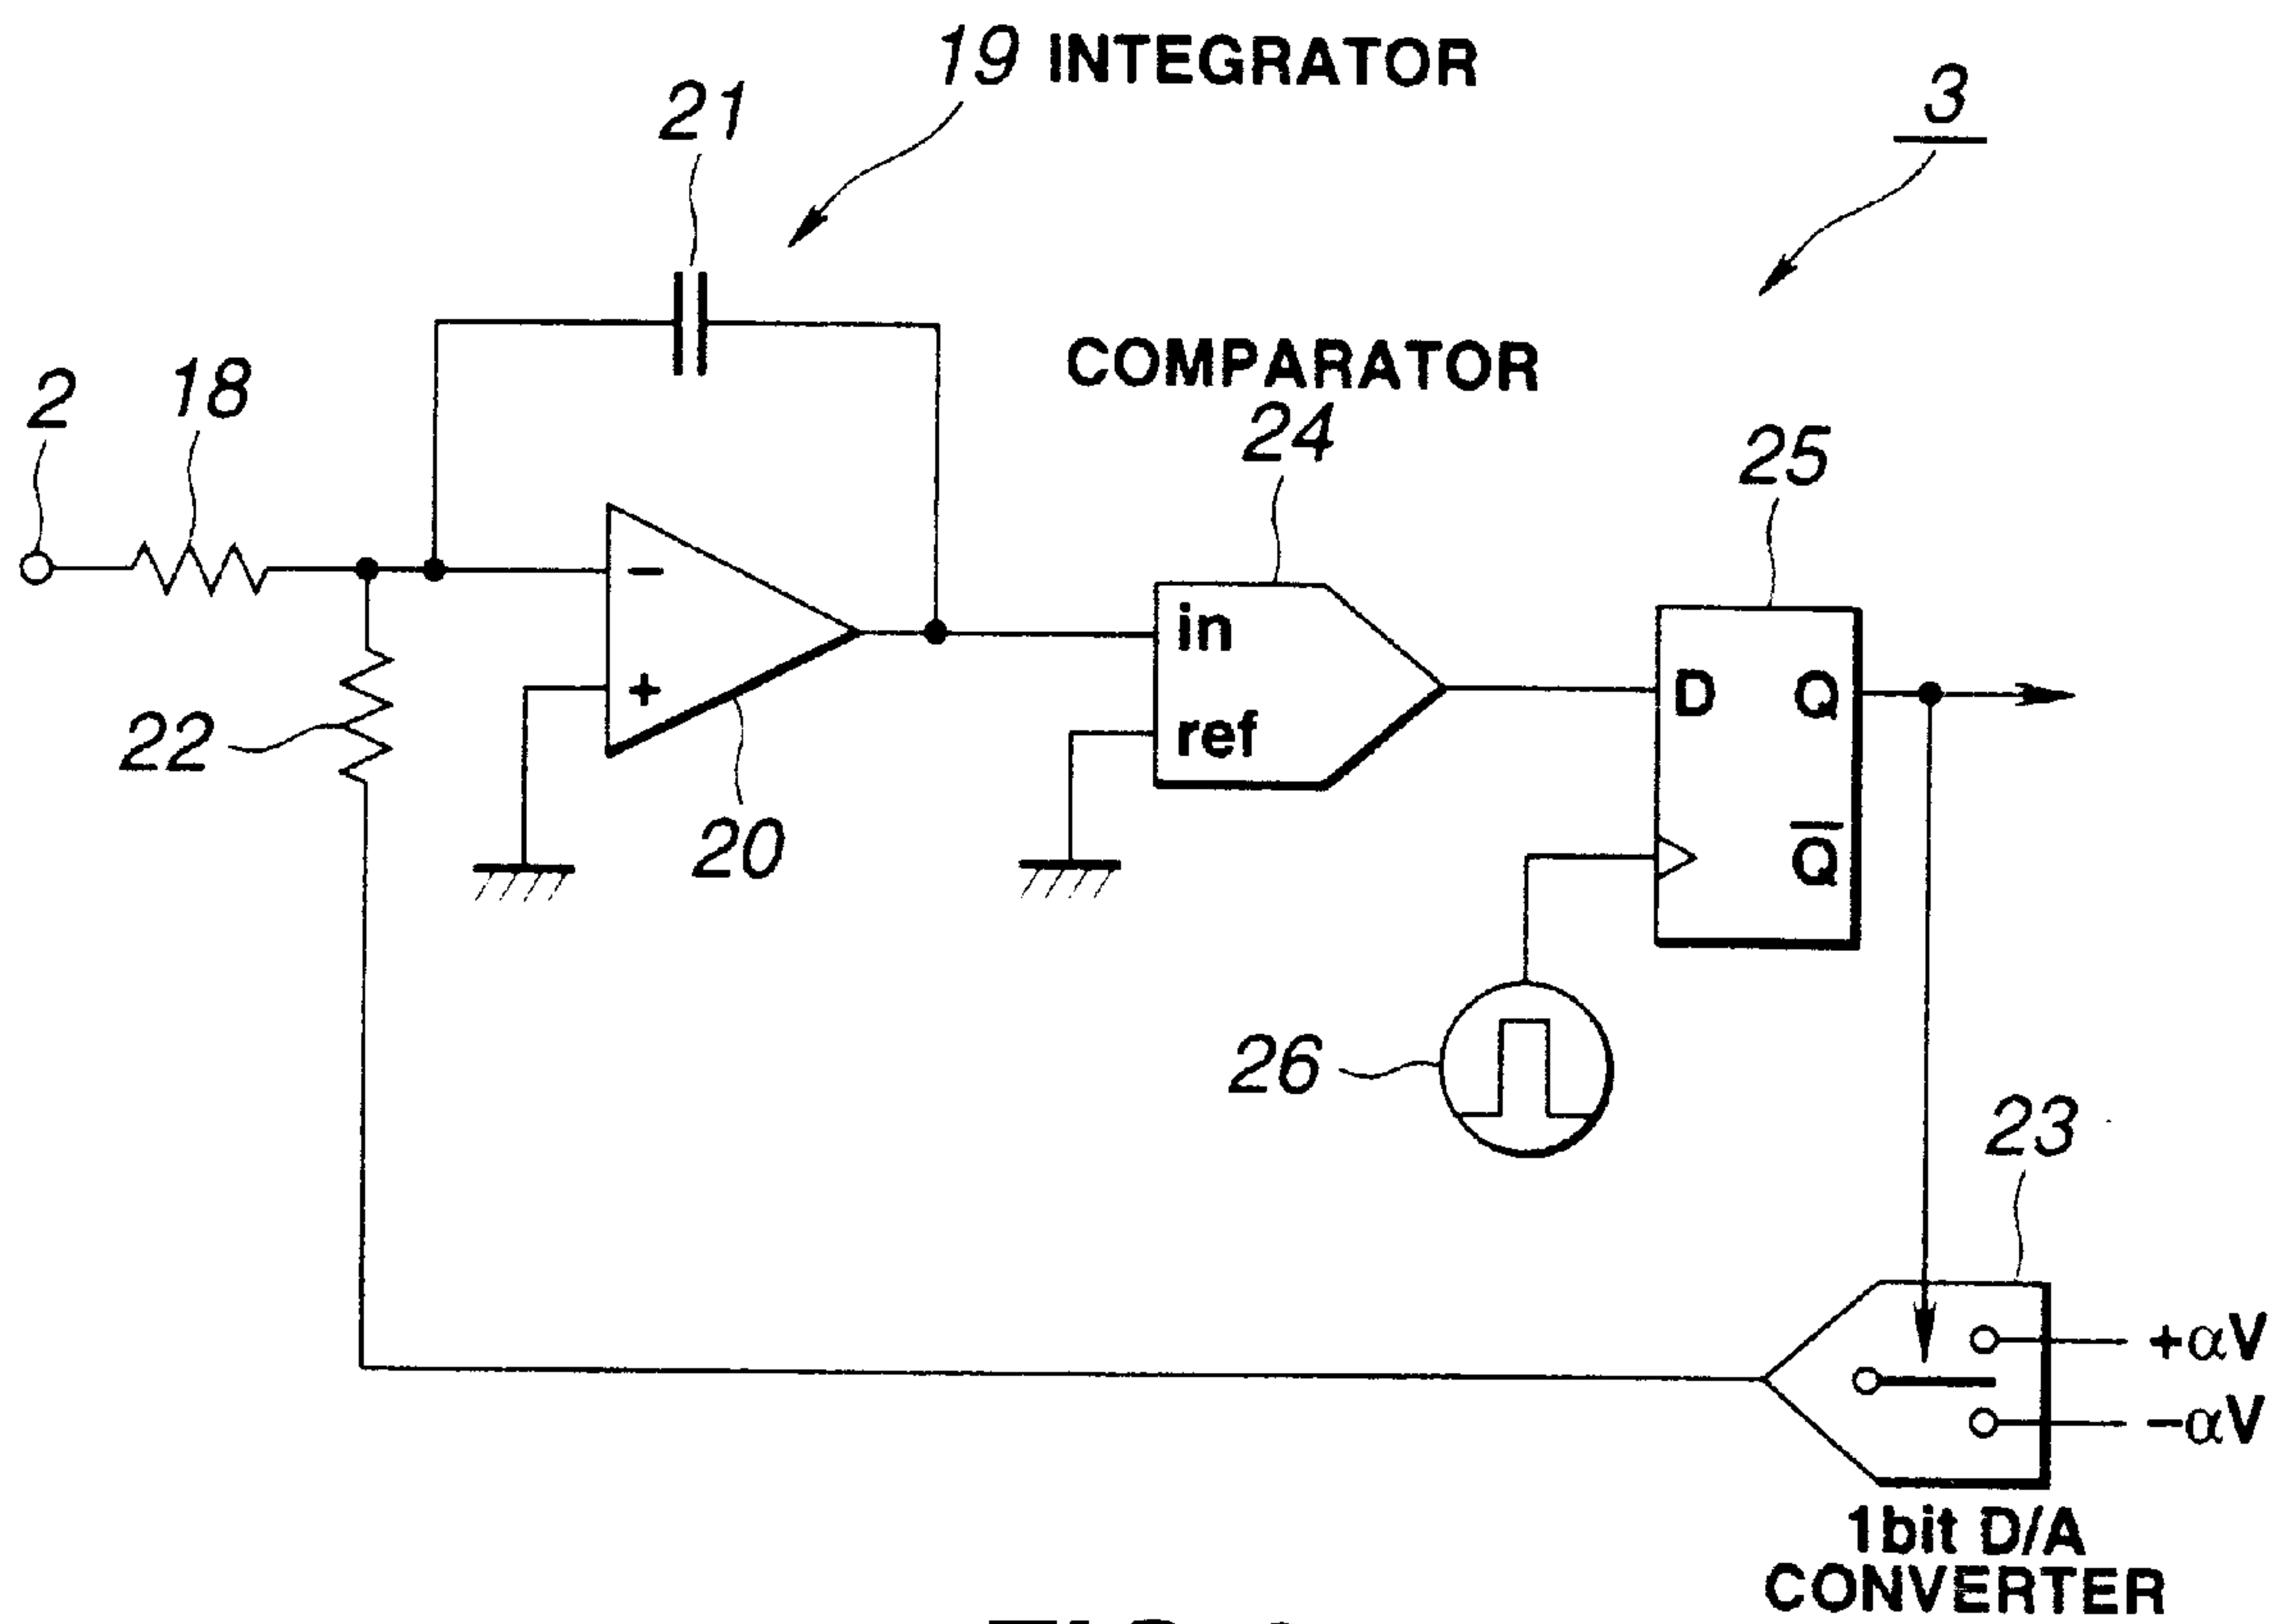 19 INTEGRATOR
21
3
COMPARATOR
24
2
18
25
−
+
in
ref
D
Q
Q̅
22
20
26
23
+αV
−αV
1bit D/A
CONVERTER